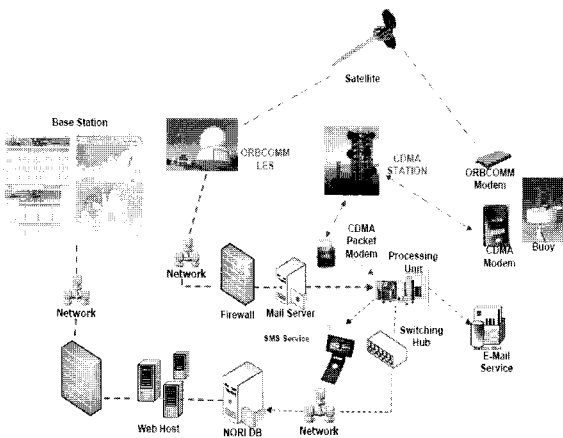 Satellite
Base Station
ORBCOMM
LES
CDMA
STATION
ORBCOMM
Modem
CDMA
Modem
Buoy
CDMA
Packet
Modem
Processing
Unit
Network
Network
Firewall
Mail Server
SMS Service
Switching
Hub
E-Mail
Service
Web Host
NORI DB
Network